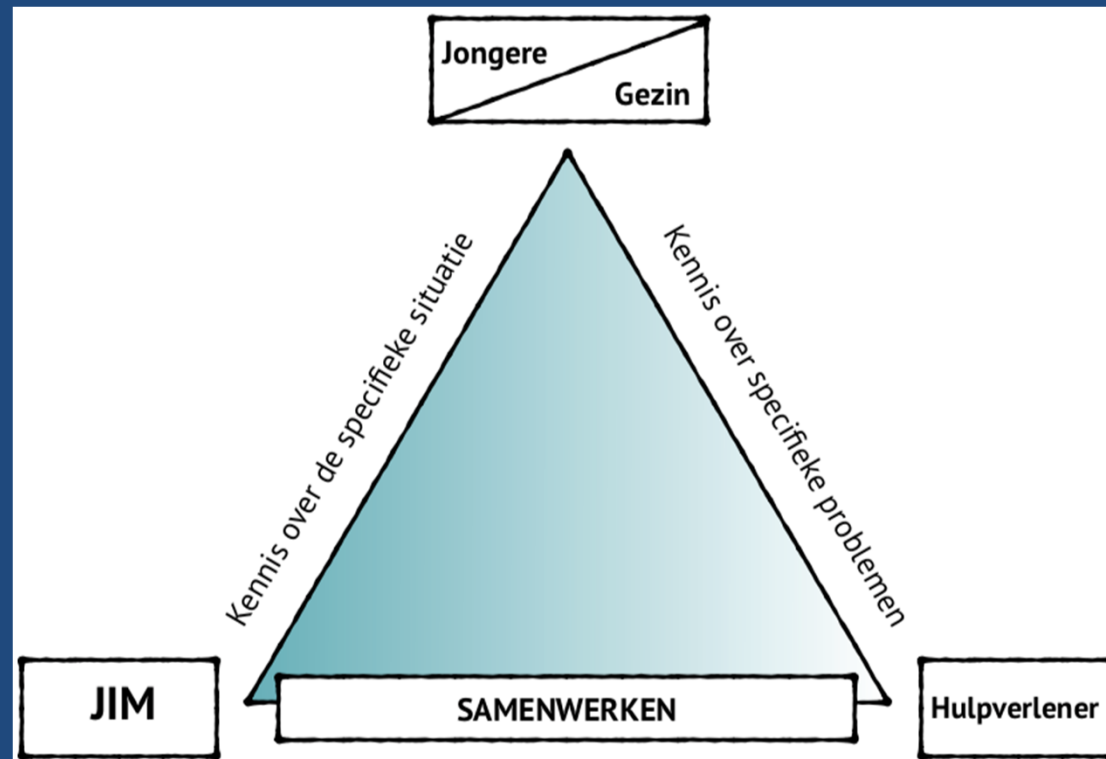 Jongere
Gezin
Kennis over de specifieke situatie
Kennis over specifieke problemen
JIM
SAMENWERKEN
Hulpverlener